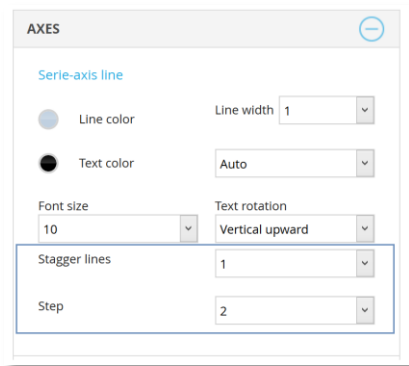 AXES
Serie-axis line
Line color
Line width 1
Text color
Auto
Font size
Text rotation
10
Vertical upward
Stagger lines
1
Step
2